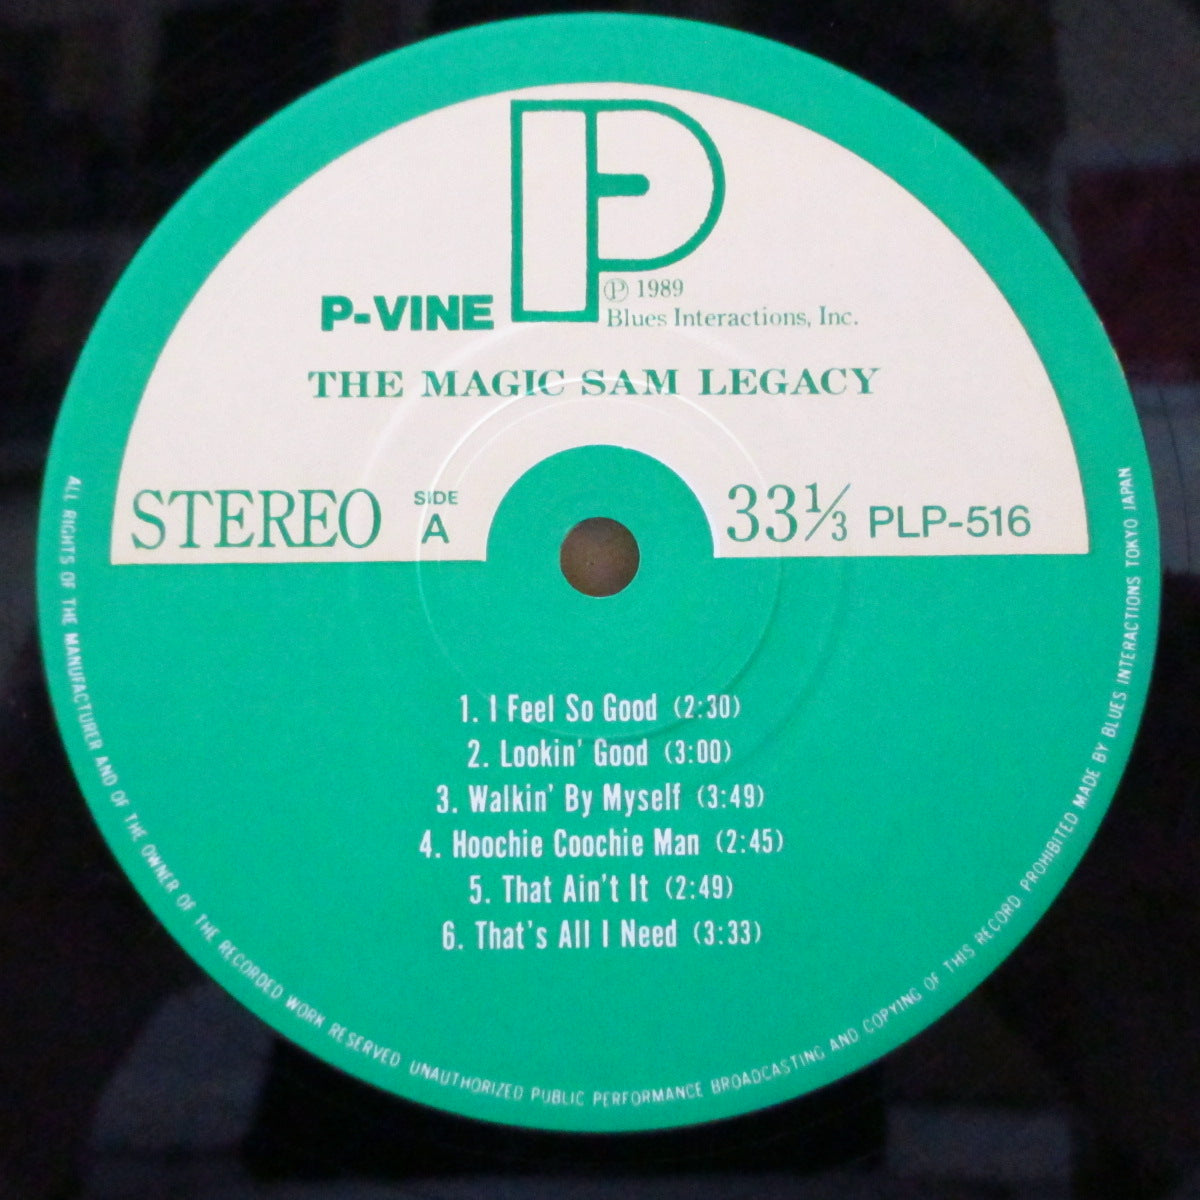 P-VINE
℗ 1989
Blues Interactions, Inc.
THE MAGIC SAM LEGACY
STEREO
SIDE
A
33⅓ PLP-516
1. I Feel So Good (2:30)
2. Lookin' Good (3:00)
3. Walkin' By Myself (3:49)
4. Hoochie Coochie Man (2:45)
5. That Ain't It (2:49)
6. That's All I Need (3:33)
ALL RIGHTS OF THE MANUFACTURER AND OF THE OWNER OF THE RECORDED WORK RESERVED UNAUTHORIZED PUBLIC PERFORMANCE BROADCASTING AND COPYING OF THIS RECORD PROHIBITED MADE BY BLUES INTERACTIONS TOKYO JAPAN